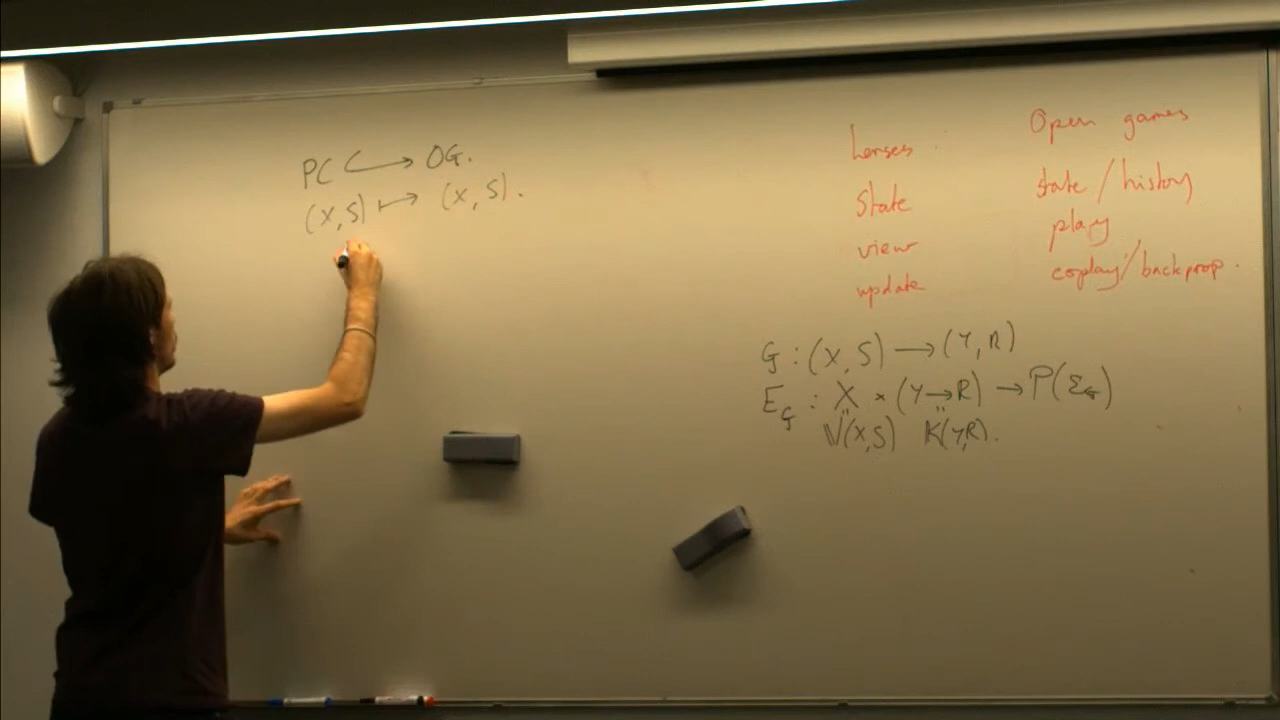 PC ↪ OG.
(X,S) ↦ (X,S).
Lenses Open games
State state/history
view play
update coplay/backprop.
G : (X,S) → (Y,R)
E_G : X × (Y→R) → P(Σ_G)
" "
V(X,S) K(Y,R).